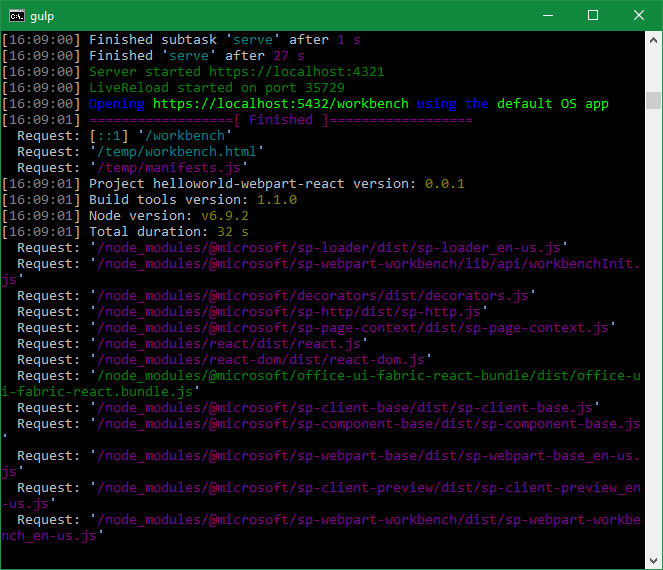 gulp
[16:09:00] Finished subtask 'serve' after 1 s
[16:09:00] Finished 'serve' after 27 s
[16:09:00] Server started https://localhost:4321
[16:09:00] LiveReload started on port 35729
[16:09:00] Opening https://localhost:5432/workbench using the default OS app
[16:09:01] ==================[ Finished ]==================
Request: [::1] '/workbench'
Request: '/temp/workbench.html'
Request: '/temp/manifests.js'
[16:09:01] Project helloworld-webpart-react version: 0.0.1
[16:09:01] Build tools version: 1.1.0
[16:09:01] Node version: v6.9.2
[16:09:01] Total duration: 32 s
Request: '/node_modules/@microsoft/sp-loader/dist/sp-loader_en-us.js'
Request: '/node_modules/@microsoft/sp-webpart-workbench/lib/api/workbenchInit.
js'
Request: '/node_modules/@microsoft/decorators/dist/decorators.js'
Request: '/node_modules/@microsoft/sp-http/dist/sp-http.js'
Request: '/node_modules/@microsoft/sp-page-context/dist/sp-page-context.js'
Request: '/node_modules/react/dist/react.js'
Request: '/node_modules/react-dom/dist/react-dom.js'
Request: '/node_modules/@microsoft/office-ui-fabric-react-bundle/dist/office-u
i-fabric-react.bundle.js'
Request: '/node_modules/@microsoft/sp-client-base/dist/sp-client-base.js'
Request: '/node_modules/@microsoft/sp-component-base/dist/sp-component-base.js
'
Request: '/node_modules/@microsoft/sp-webpart-base/dist/sp-webpart-base_en-us.
js'
Request: '/node_modules/@microsoft/sp-client-preview/dist/sp-client-preview_en
-us.js'
Request: '/node_modules/@microsoft/sp-webpart-workbench/dist/sp-webpart-workbe
nch_en-us.js'